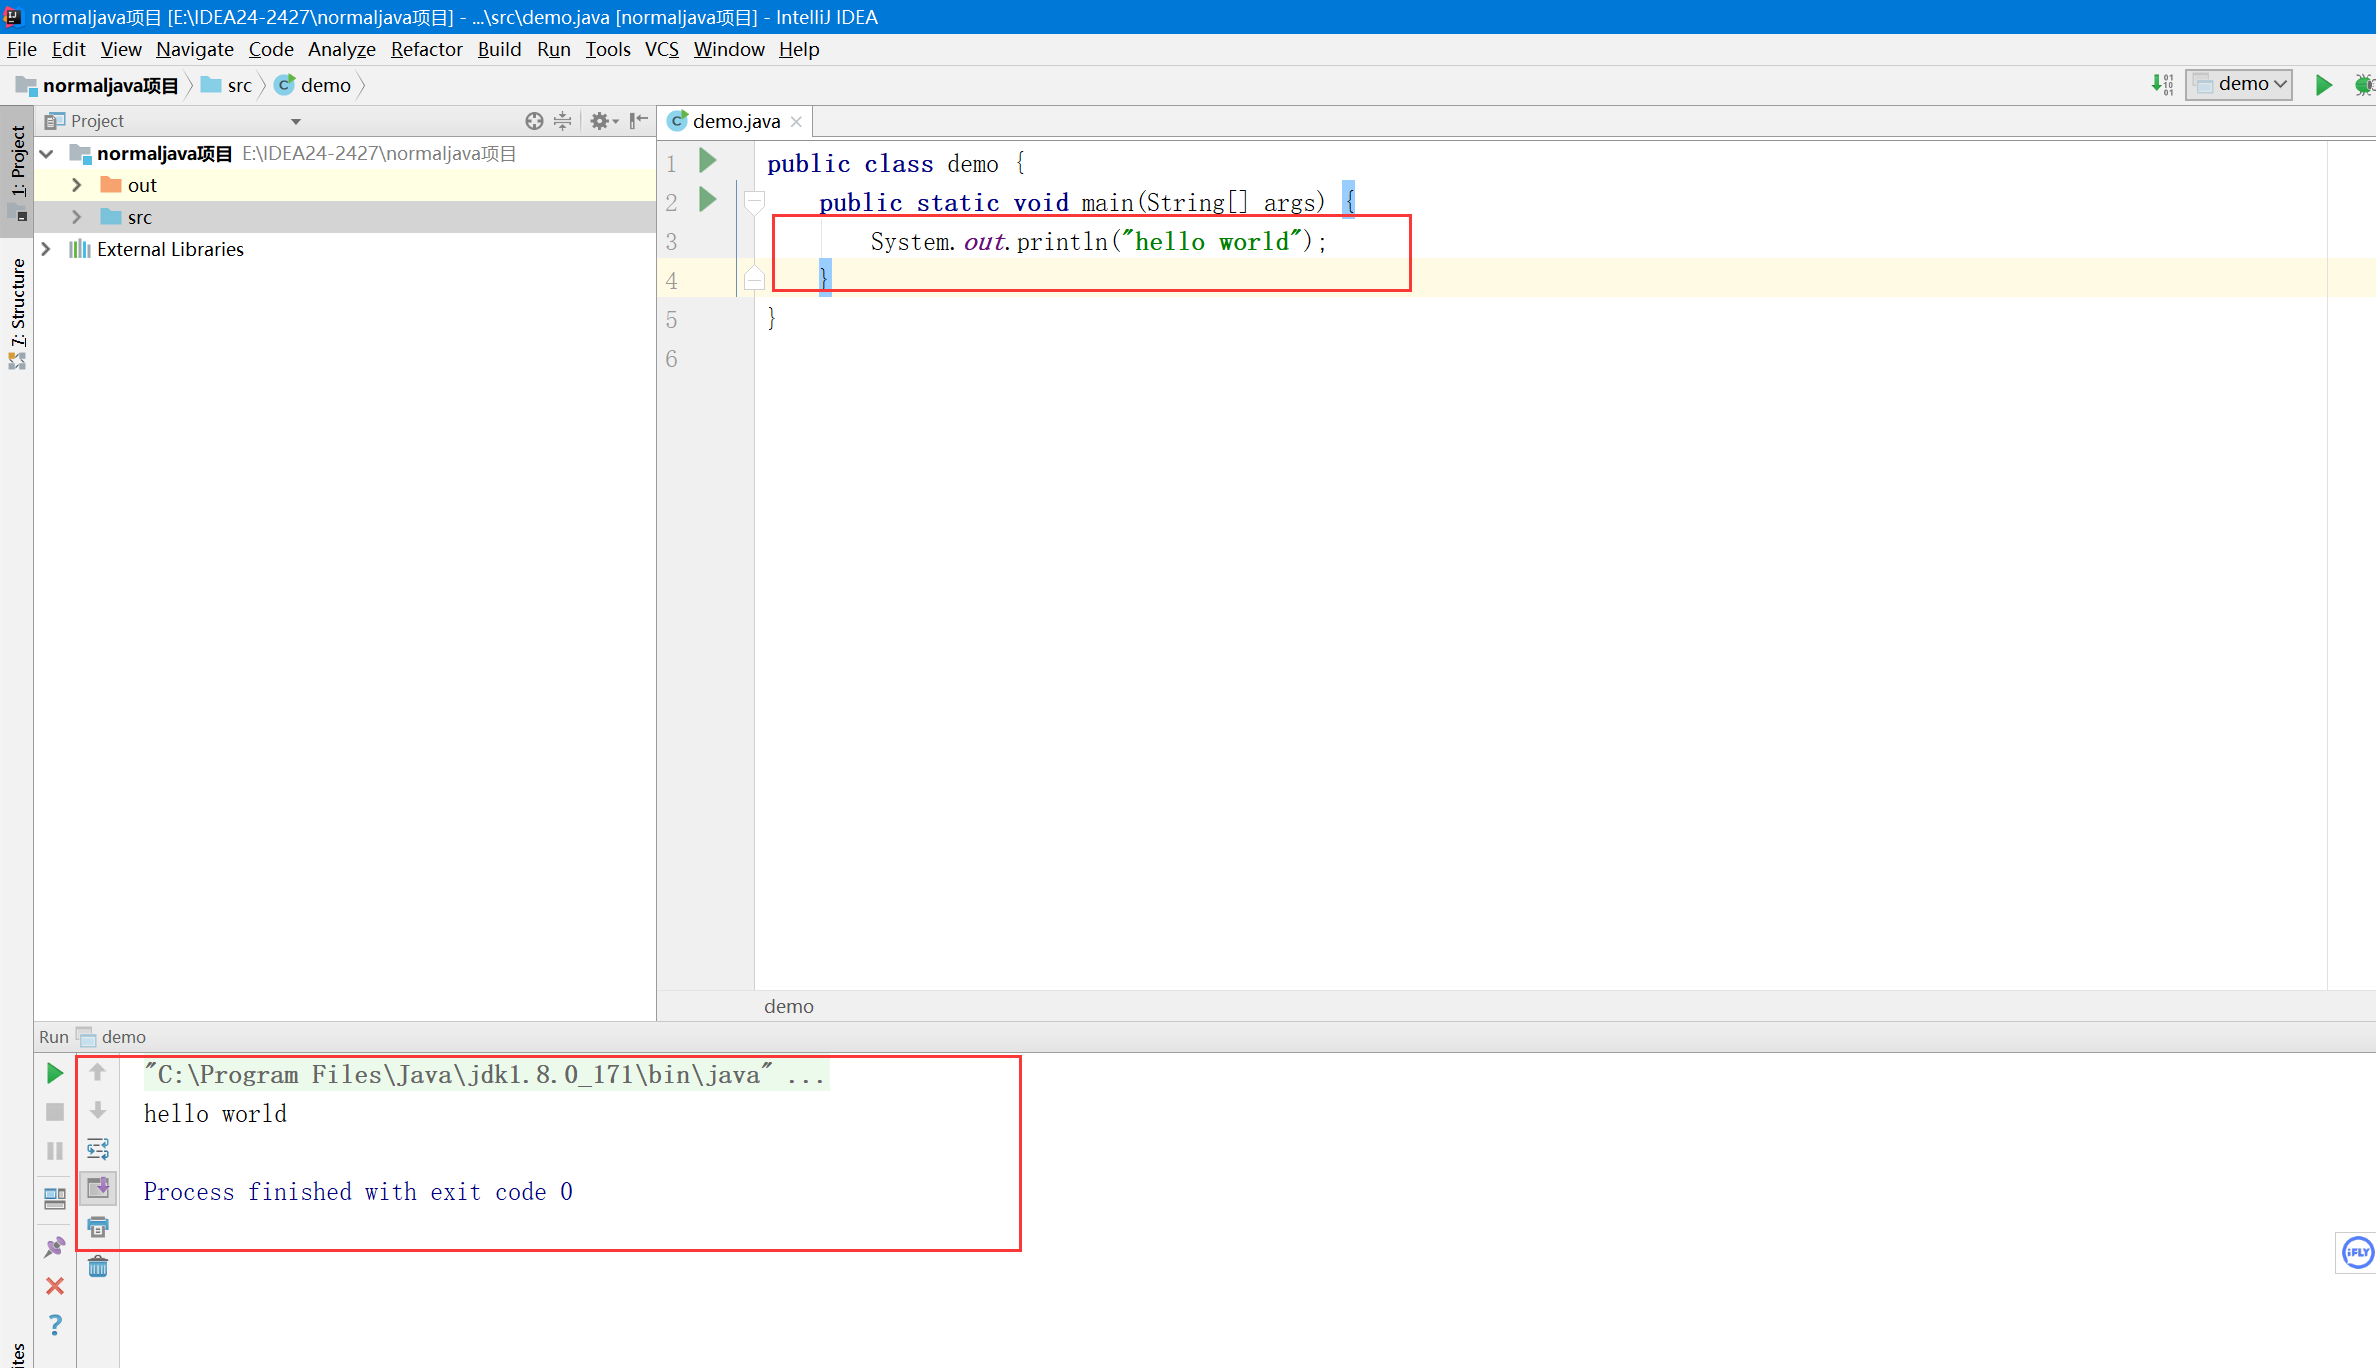 normaljava项目 [E:\IDEA24-2427\normaljava项目] - ...\src\demo.java [normaljava项目] - IntelliJ IDEA
File Edit View Navigate Code Analyze Refactor Build Run Tools VCS Window Help
normaljava项目 src demo
demo
Project
demo.java
1: Project
7: Structure
normaljava项目 E:\IDEA24-2427\normaljava项目
out
src
External Libraries
1 public class demo {
2 public static void main(String[] args) {
3 System.out.println("hello world");
4 }
5 }
6
demo
Run demo
"C:\Program Files\Java\jdk1.8.0_171\bin\java" ...
hello world
Process finished with exit code 0
iFLY